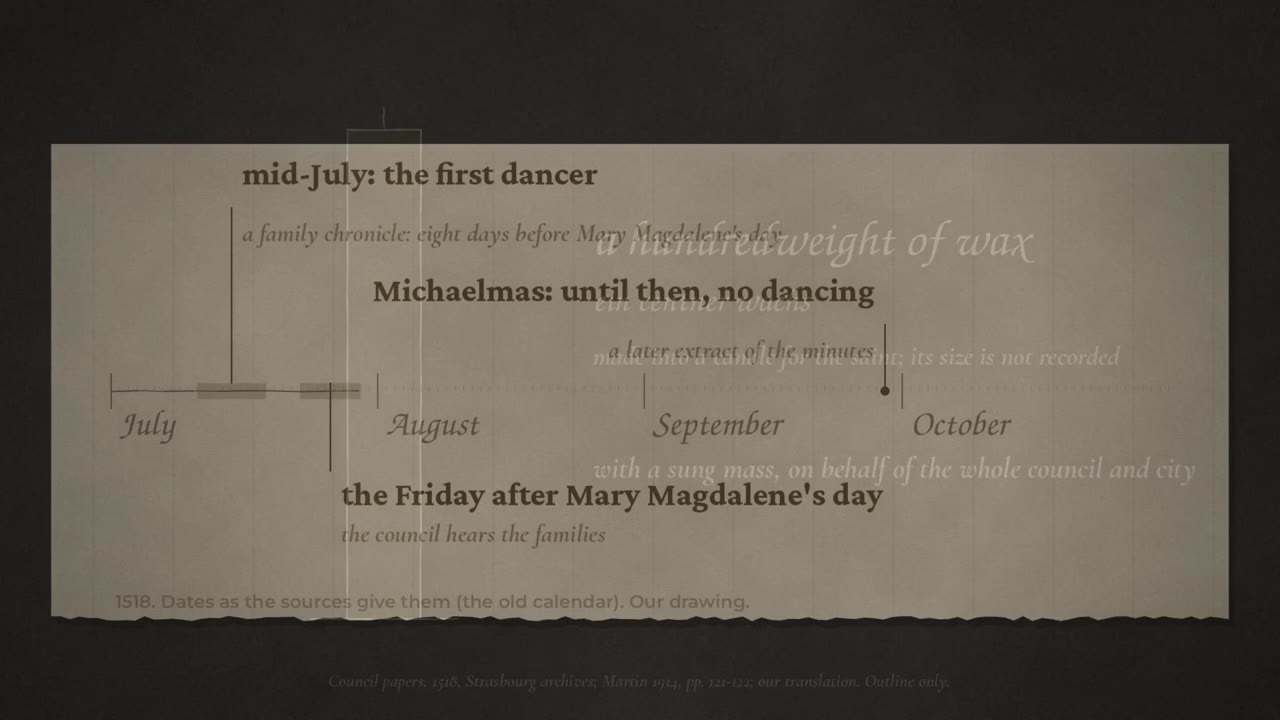 mid-July: the first dancer
a family chronicle: eight days before Mary Magdalene's day
a hundredweight of wax
Michaelmas: until then, no dancing
ein centner wachs
a later extract of the minutes
made into a candle for the saint; its size is not recorded
July
August
September
October
with a sung mass, on behalf of the whole council and city
the Friday after Mary Magdalene's day
the council hears the families
1518. Dates as the sources give them (the old calendar). Our drawing.
Council papers, 1518, Strasbourg archives; Martin 1914, pp. 121-122; our translation. Outline only.